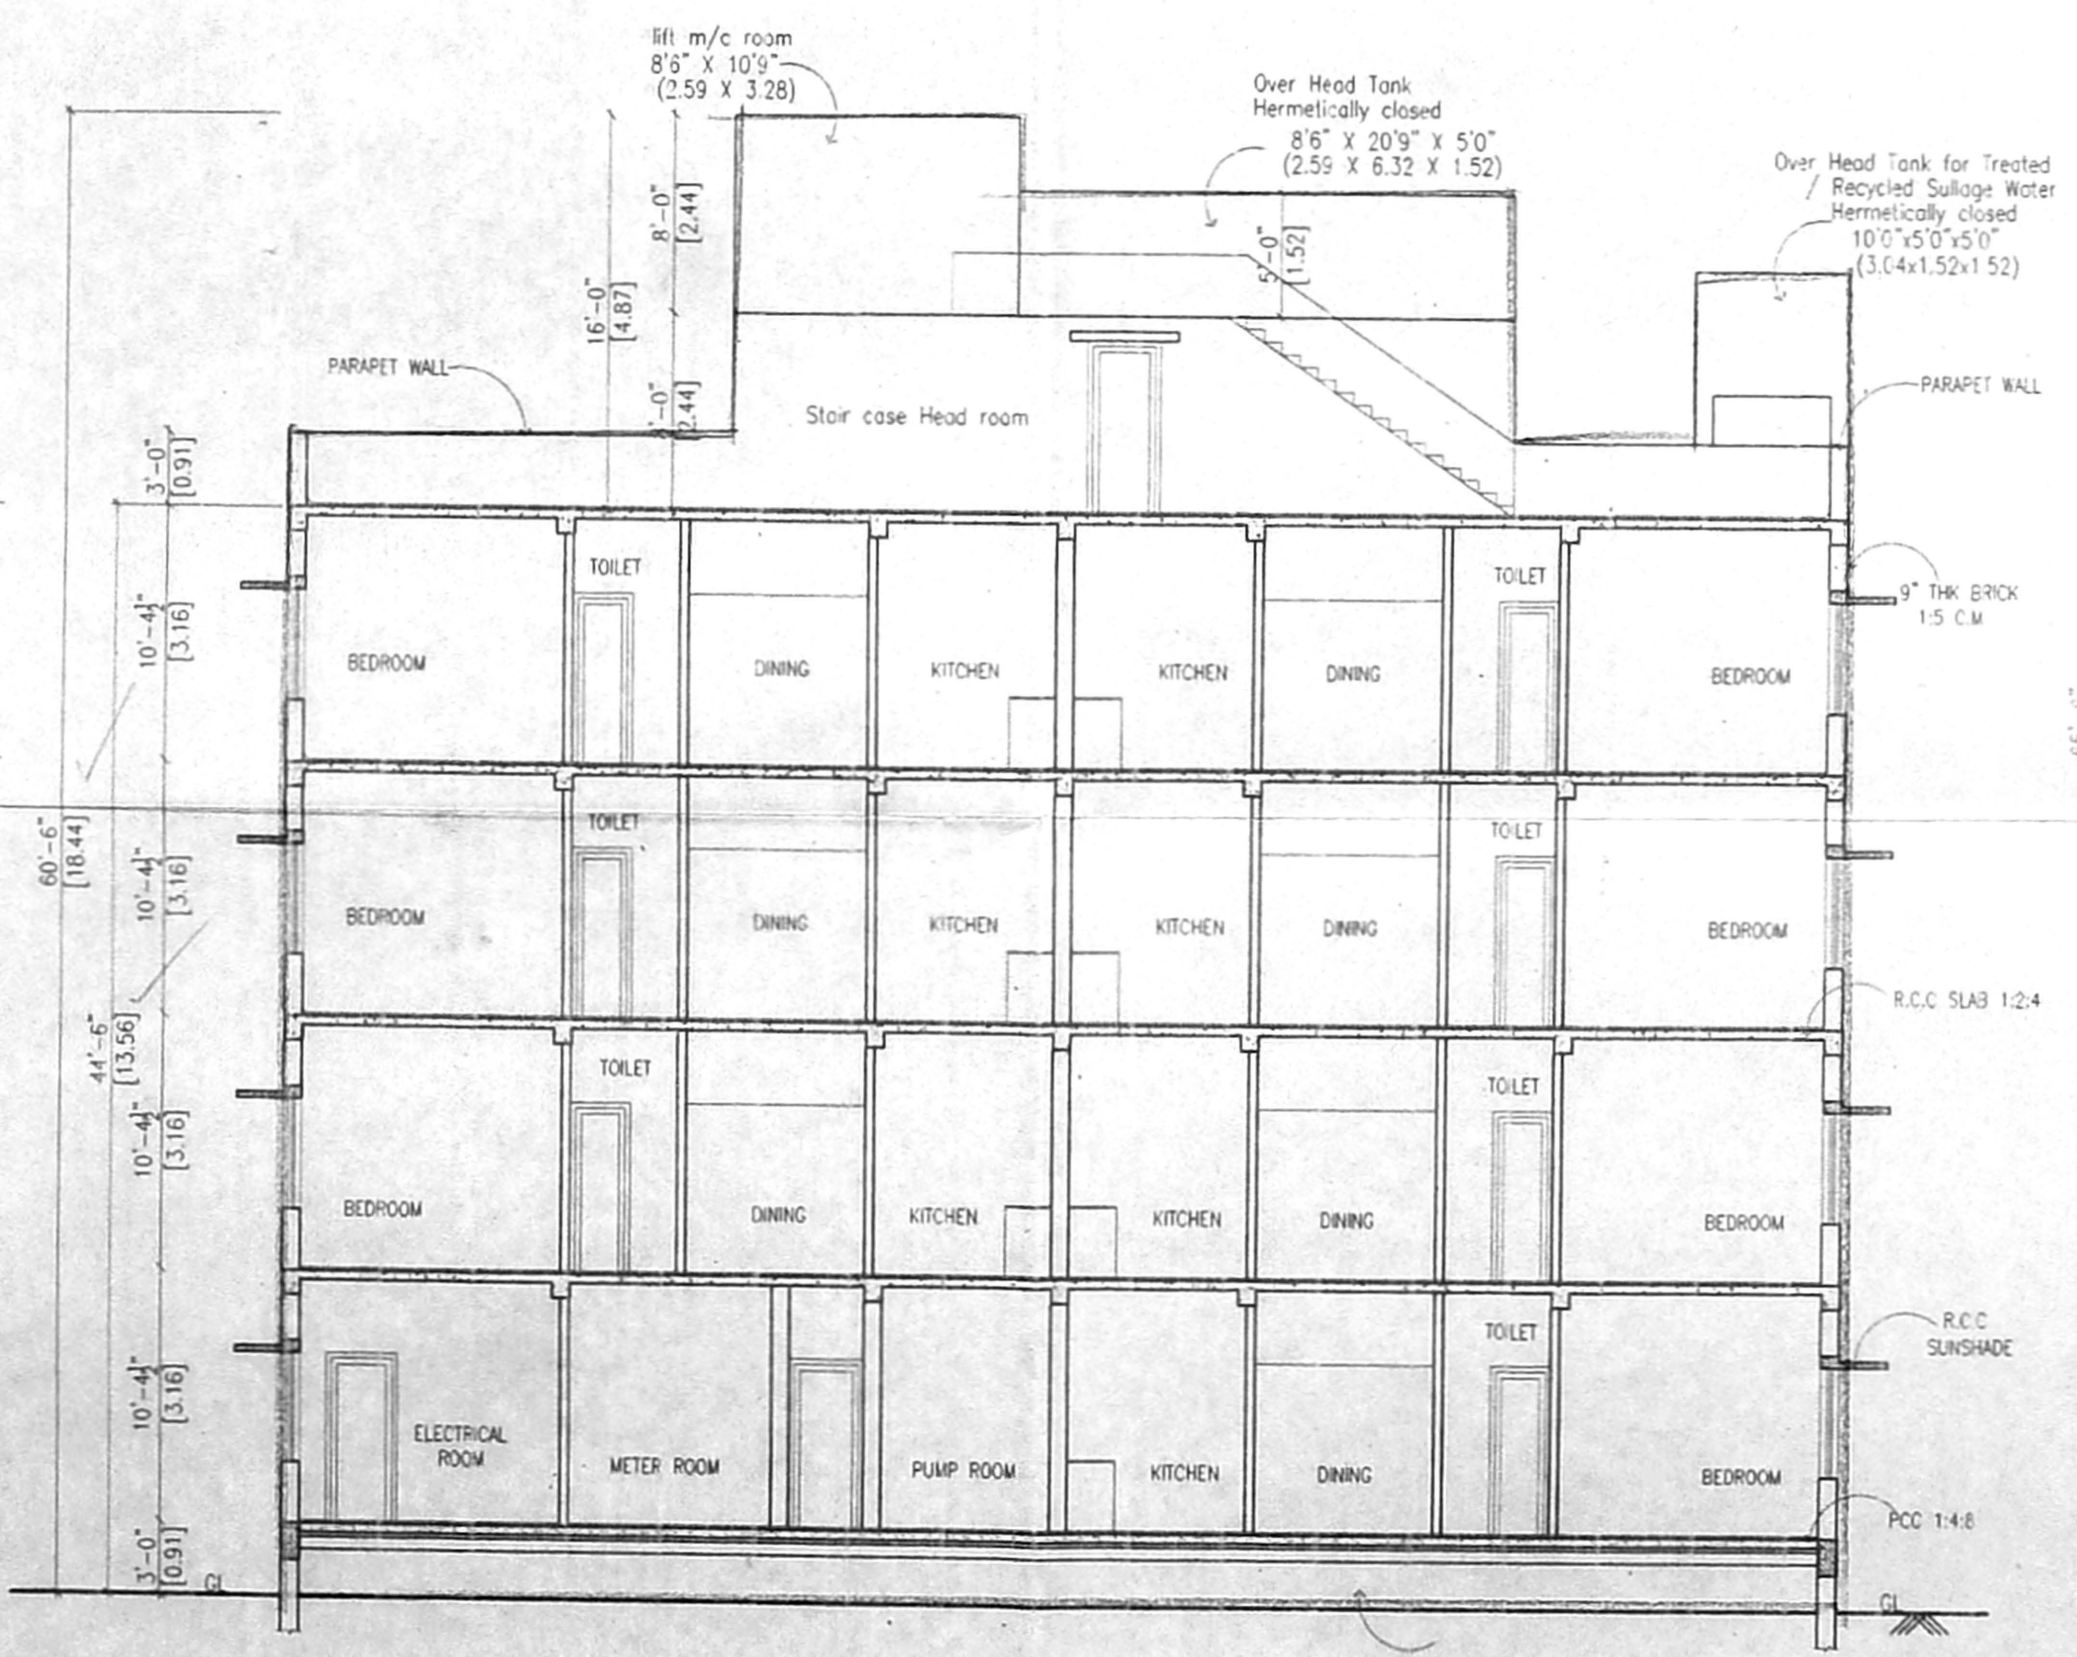 lift m/c room
8'6" X 10'9"
(2.59 X 3.28)
Over Head Tank
Hermetically closed
8'6" X 20'9" X 5'0"
(2.59 X 6.32 X 1.52)
Over Head Tank for Treated
Recycled Sullage Water
Hermetically closed
10'0"x5'0"x5'0"
(3.04x1.52x1.52)
8'-0"
[2.44]
16'-0"
[4.87]
5'-0"
[1.52]
2.44]
PARAPET WALL
Stair case Head room
PARAPET WALL
3'-0"
[0.91]
TOILET
TOILET
9" THK BRICK
1:5 C.M
10'-4½"
[3.16]
BEDROOM
DINING
KITCHEN
KITCHEN
DINING
BEDROOM
60'-6"
[18.44]
TOILET
TOILET
10'-4½"
[3.16]
BEDROOM
DINING
KITCHEN
KITCHEN
DINING
BEDROOM
R.C.C SLAB 1:2:4
44'-6"
[13.56]
TOILET
TOILET
10'-4½"
[3.16]
BEDROOM
DINING
KITCHEN
KITCHEN
DINING
BEDROOM
TOILET
R.C.C
SUNSHADE
10'-4½"
[3.16]
ELECTRICAL
ROOM
METER ROOM
PUMP ROOM
KITCHEN
DINING
BEDROOM
PCC 1:4:8
3'-0"
[0.91]
GL
GL